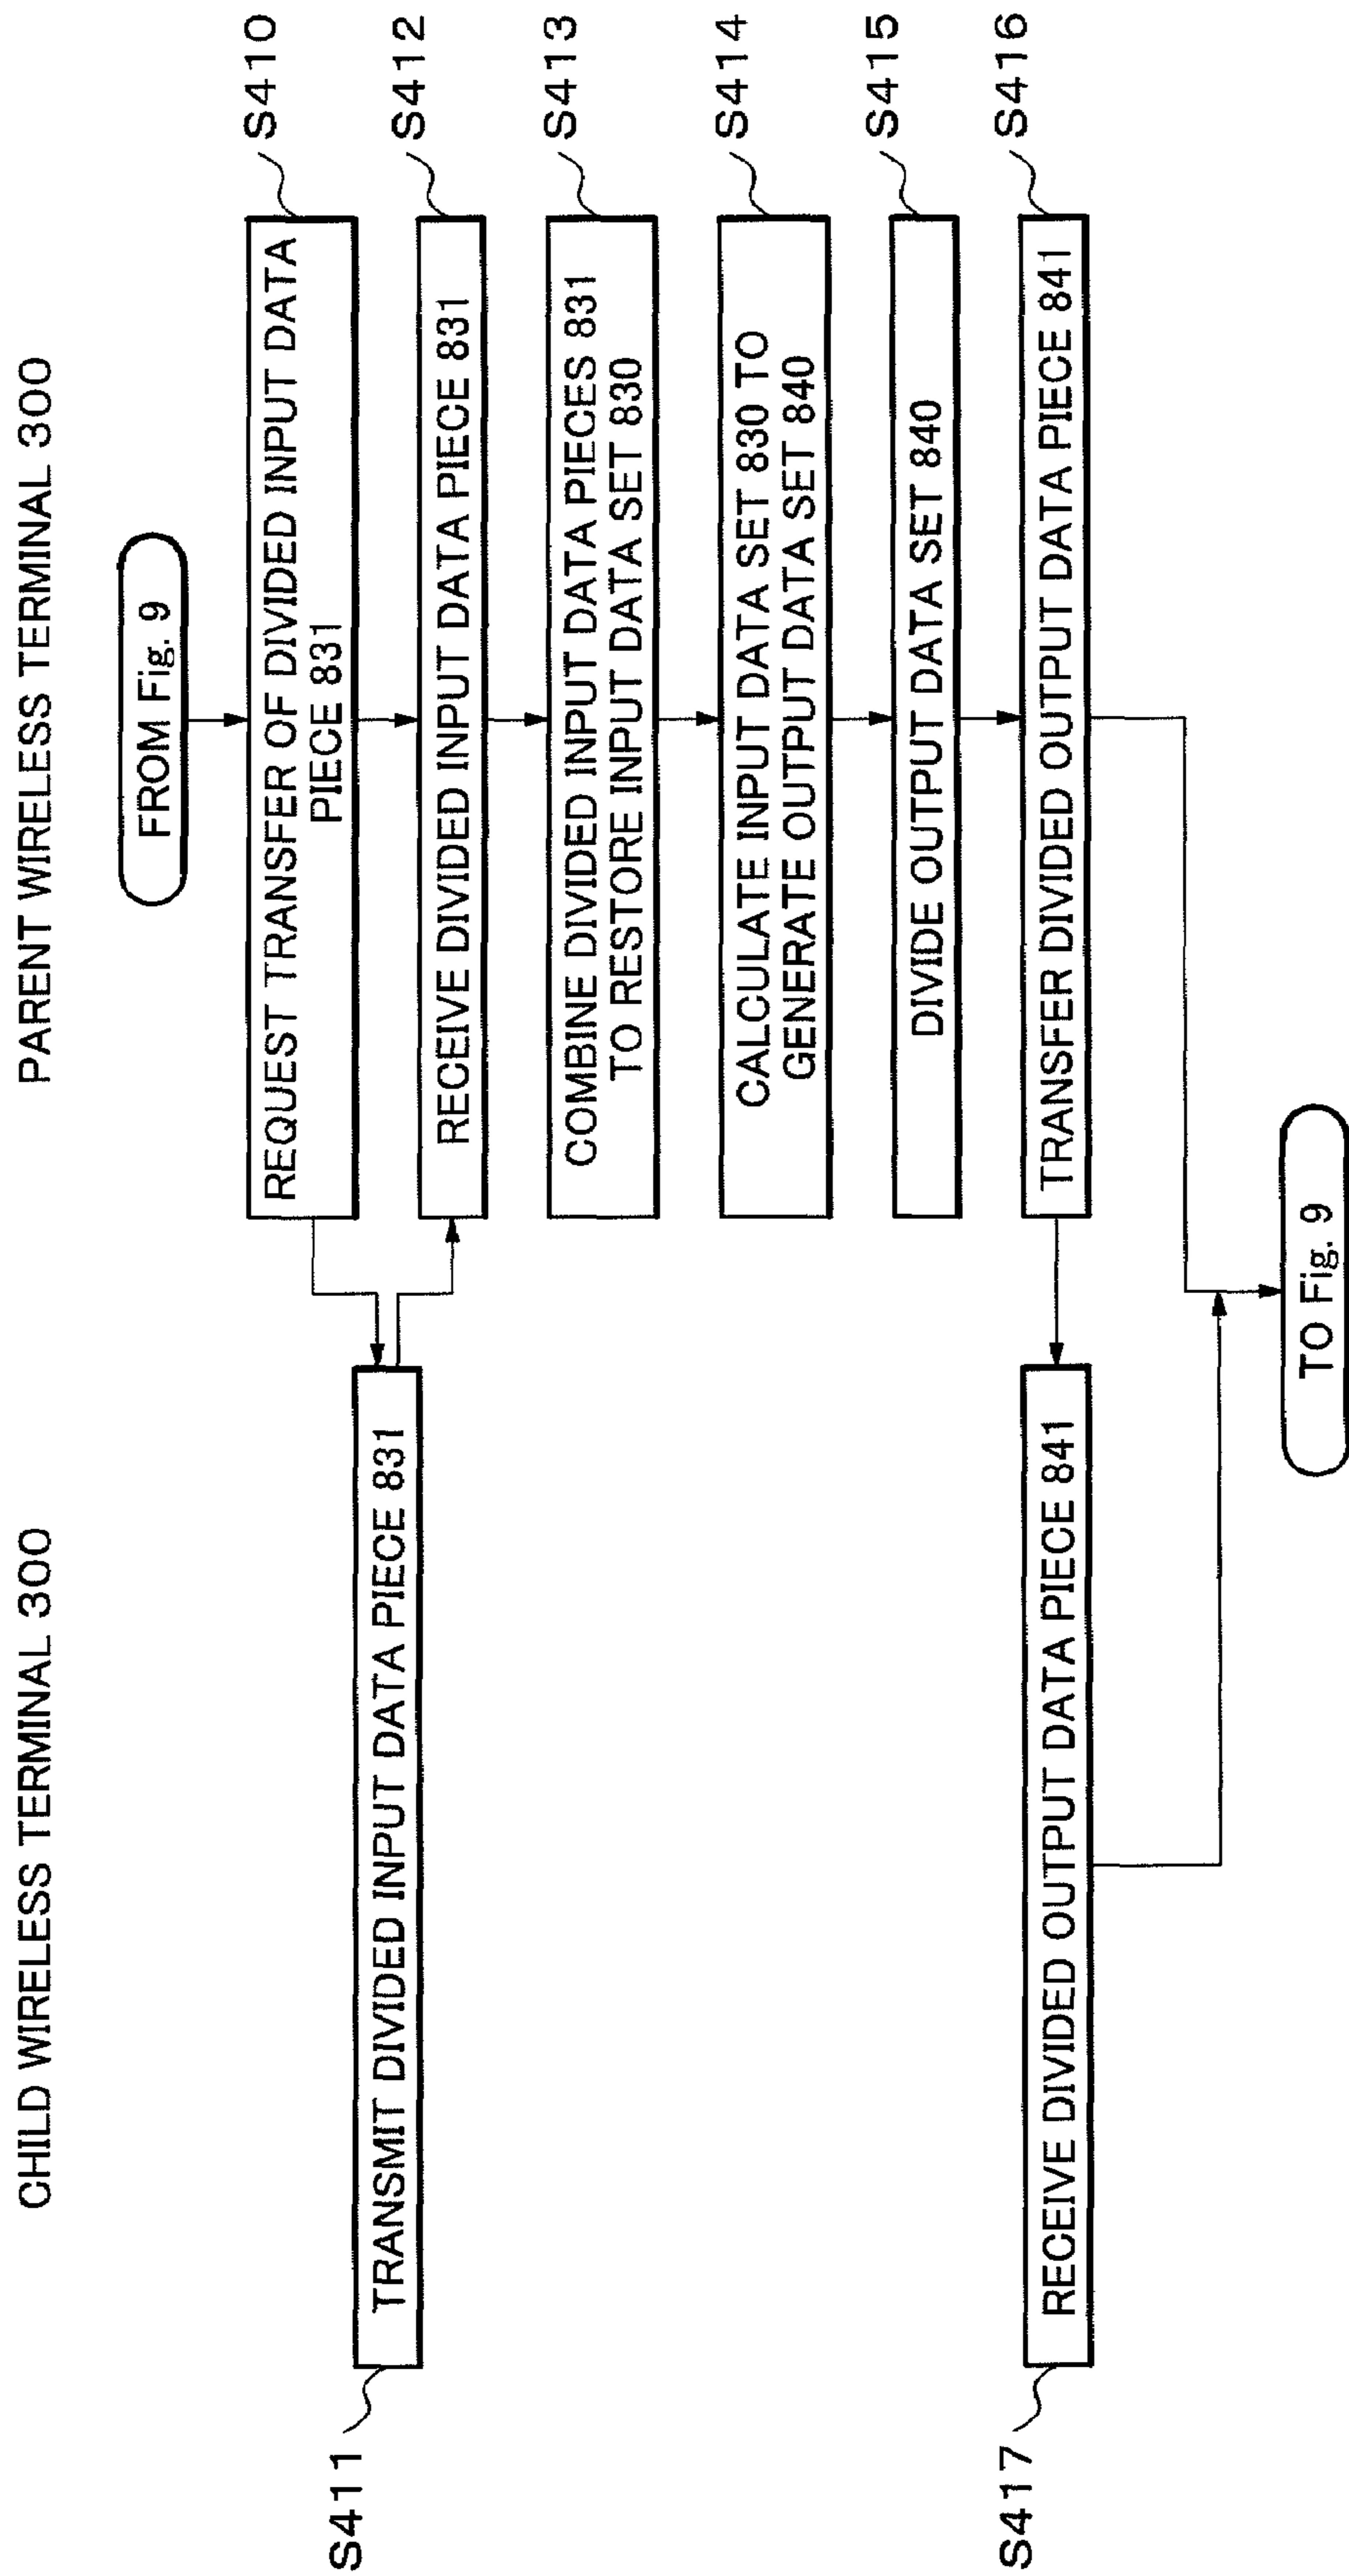 CHILD WIRELESS TERMINAL 300
PARENT WIRELESS TERMINAL 300
FROM Fig. 9
REQUEST TRANSFER OF DIVIDED INPUT DATA
PIECE 831
S410
S411
TRANSMIT DIVIDED INPUT DATA PIECE 831
RECEIVE DIVIDED INPUT DATA PIECE 831
S412
COMBINE DIVIDED INPUT DATA PIECES 831
TO RESTORE INPUT DATA SET 830
S413
CALCULATE INPUT DATA SET 830 TO
GENERATE OUTPUT DATA SET 840
S414
DIVIDE OUTPUT DATA SET 840
S415
TRANSFER DIVIDED OUTPUT DATA PIECE 841
S416
S417
RECEIVE DIVIDED OUTPUT DATA PIECE 841
TO Fig. 9